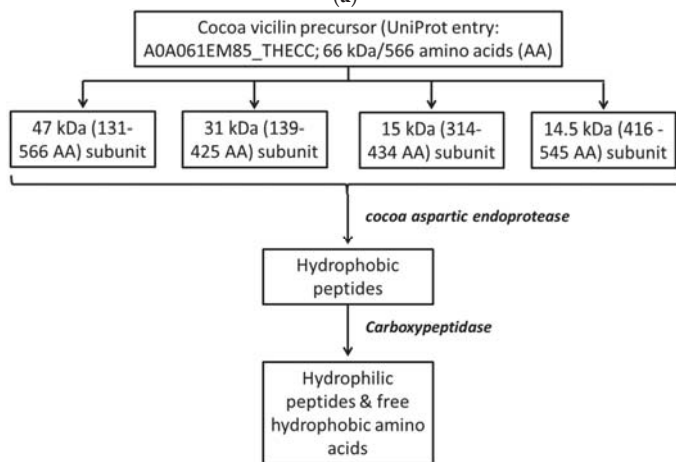 (a)
Cocoa vicilin precursor (UniProt entry:
A0A061EM85_THECC; 66 kDa/566 amino acids (AA)
47 kDa (131-
566 AA) subunit
31 kDa (139-
425 AA) subunit
15 kDa (314-
434 AA) subunit
14.5 kDa (416 -
545 AA) subunit
cocoa aspartic endoprotease
Hydrophobic
peptides
Carboxypeptidase
Hydrophilic
peptides & free
hydrophobic amino
acids